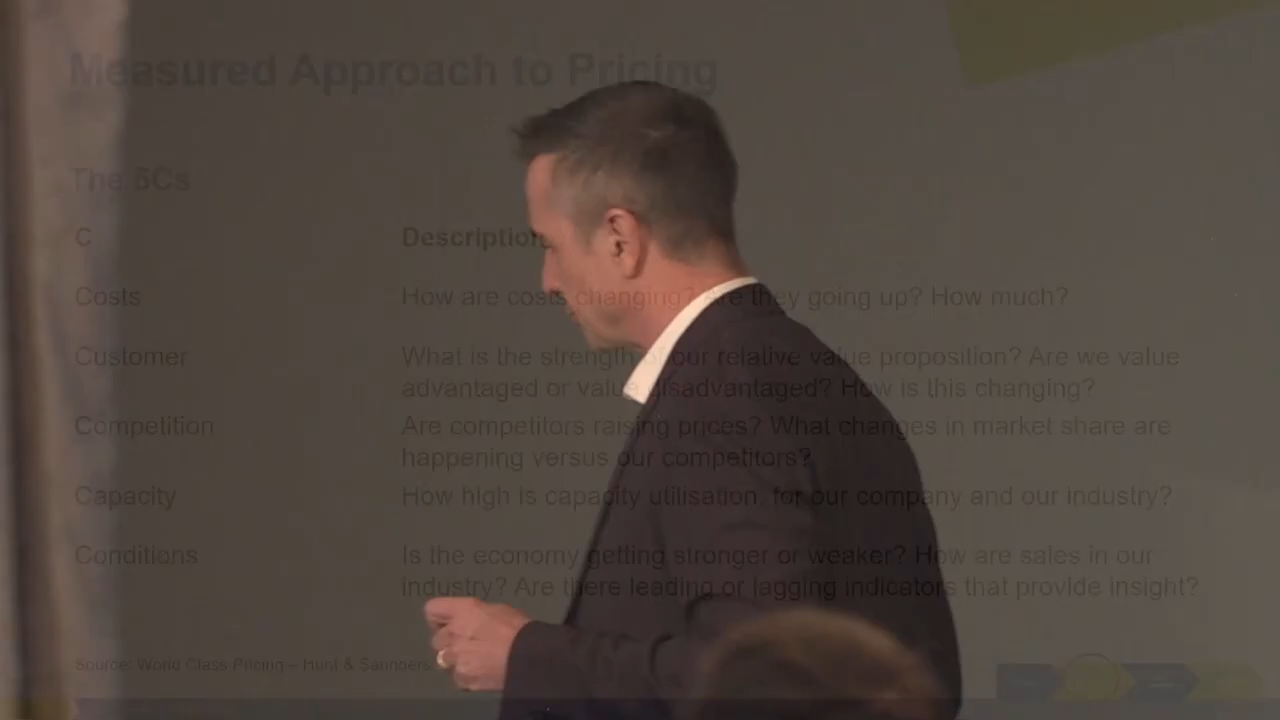 Measured Approach to Pricing
The 5Cs
C Description
Costs How are costs changing? Are they going up? How much?
Customer What is the strength of our relative value proposition? Are we value
advantaged or value disadvantaged? How is this changing?
Competition Are competitors raising prices? What changes in market share are
happening versus our competitors?
Capacity How high is capacity utilisation, for our company and our industry?
Conditions Is the economy getting stronger or weaker? How are sales in our
industry? Are there leading or lagging indicators that provide insight?
Source: World Class Pricing – Hunt & Saunders